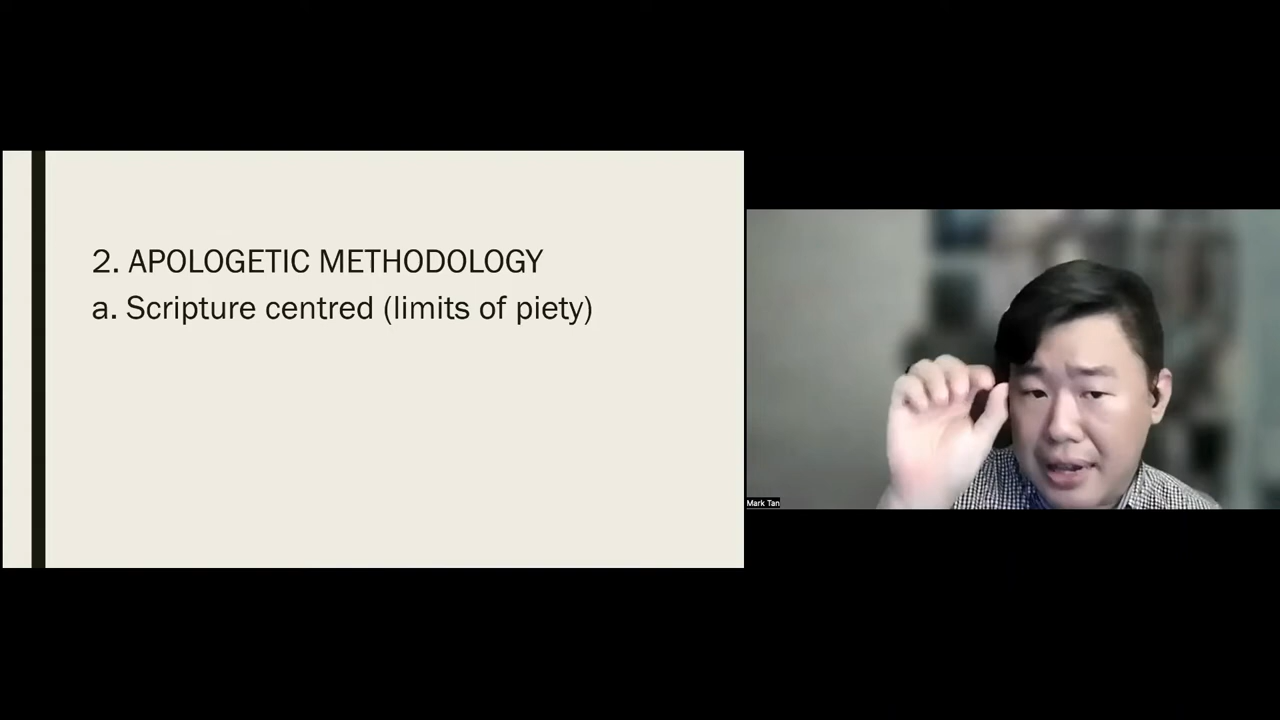 2. APOLOGETIC METHODOLOGY
a. Scripture centred (limits of piety)
Mark Tan